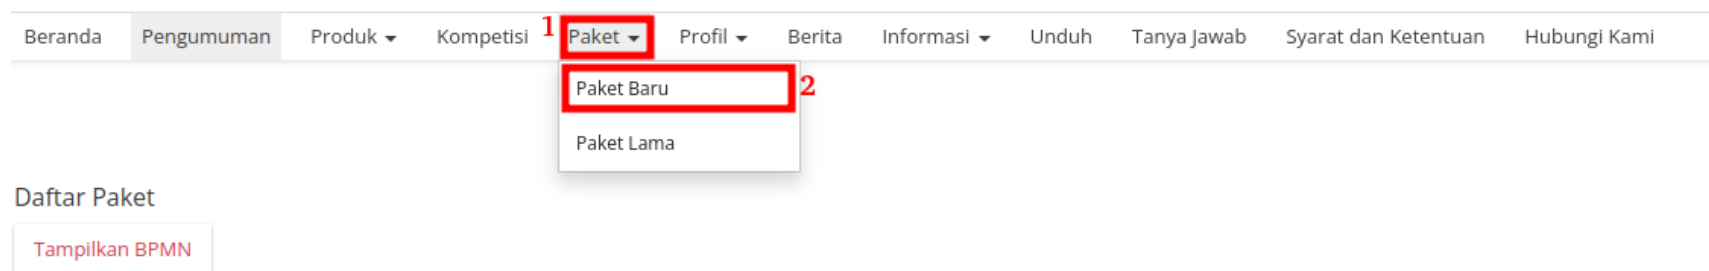 Beranda Pengumuman Produk Kompetisi 1 Paket Profil Berita Informasi Unduh Tanya Jawab Syarat dan Ketentuan Hubungi Kami
Paket Baru 2
Paket Lama
Daftar Paket
Tampilkan BPMN